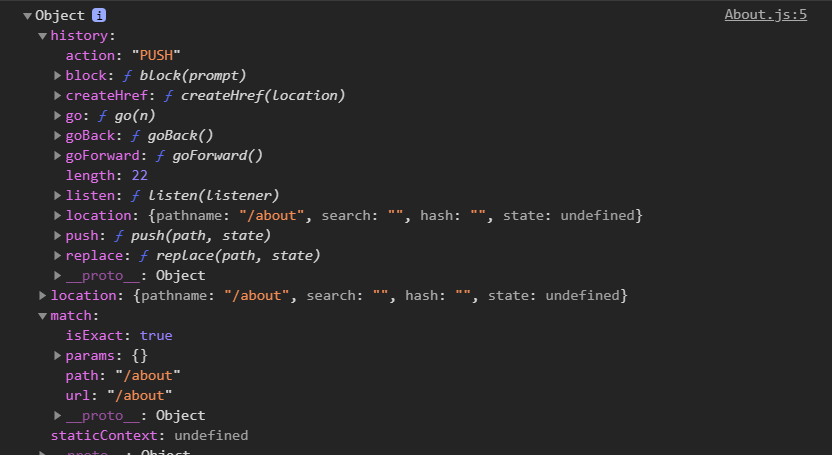 Object i About.js:5
history:
action: "PUSH"
block: ƒ block(prompt)
createHref: ƒ createHref(location)
go: ƒ go(n)
goBack: ƒ goBack()
goForward: ƒ goForward()
length: 22
listen: ƒ listen(listener)
location: {pathname: "/about", search: "", hash: "", state: undefined}
push: ƒ push(path, state)
replace: ƒ replace(path, state)
__proto__: Object
location: {pathname: "/about", search: "", hash: "", state: undefined}
match:
isExact: true
params: {}
path: "/about"
url: "/about"
__proto__: Object
staticContext: undefined
__proto__: Object